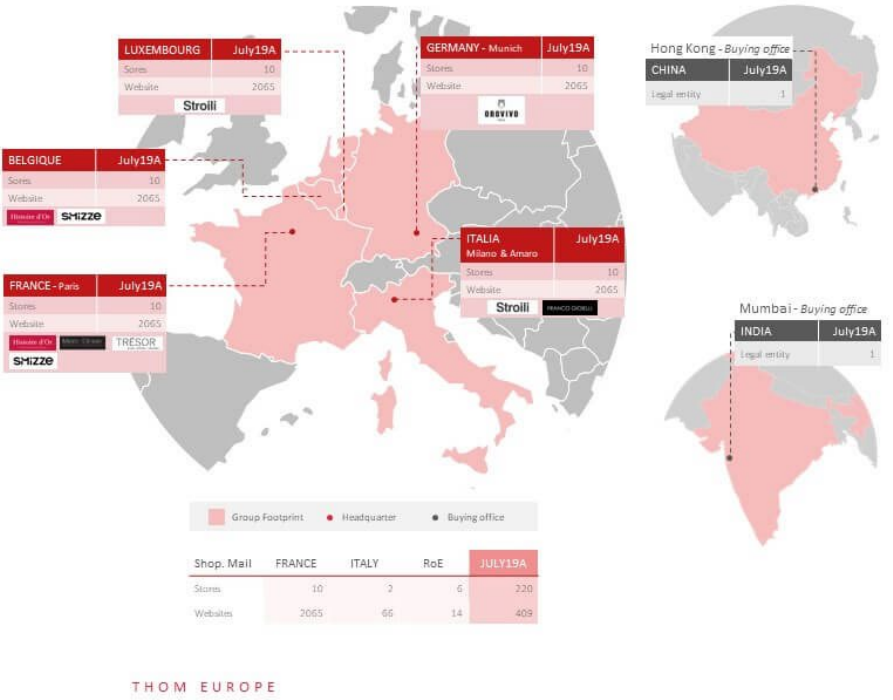 LUXEMBOURG July19A
Sores 10
Website 2065
Stroili
GERMANY - Munich July19A
Stores 10
Website 2065
OROVIVO
Hong Kong - Buying office
CHINA July19A
Legal entity 1
BELGIQUE July19A
Sores 10
Website 2065
Histoire d'Or SMIZZE
ITALIA July19A
Milano & Amaro
Stores 10
Website 2065
Stroili FRANCO GIOIELLI
FRANCE - Paris July19A
Stores 10
Website 2065
Histoire d'Or TRÉSOR
SMIZZE
Mumbai - Buying office
INDIA July19A
Legal entity 1
Group Footprint Headquarter Buying office
Shop. Mail FRANCE ITALY RoE JULY19A
Stores 10 2 6 220
Websites 2065 66 14 409
THOM EUROPE